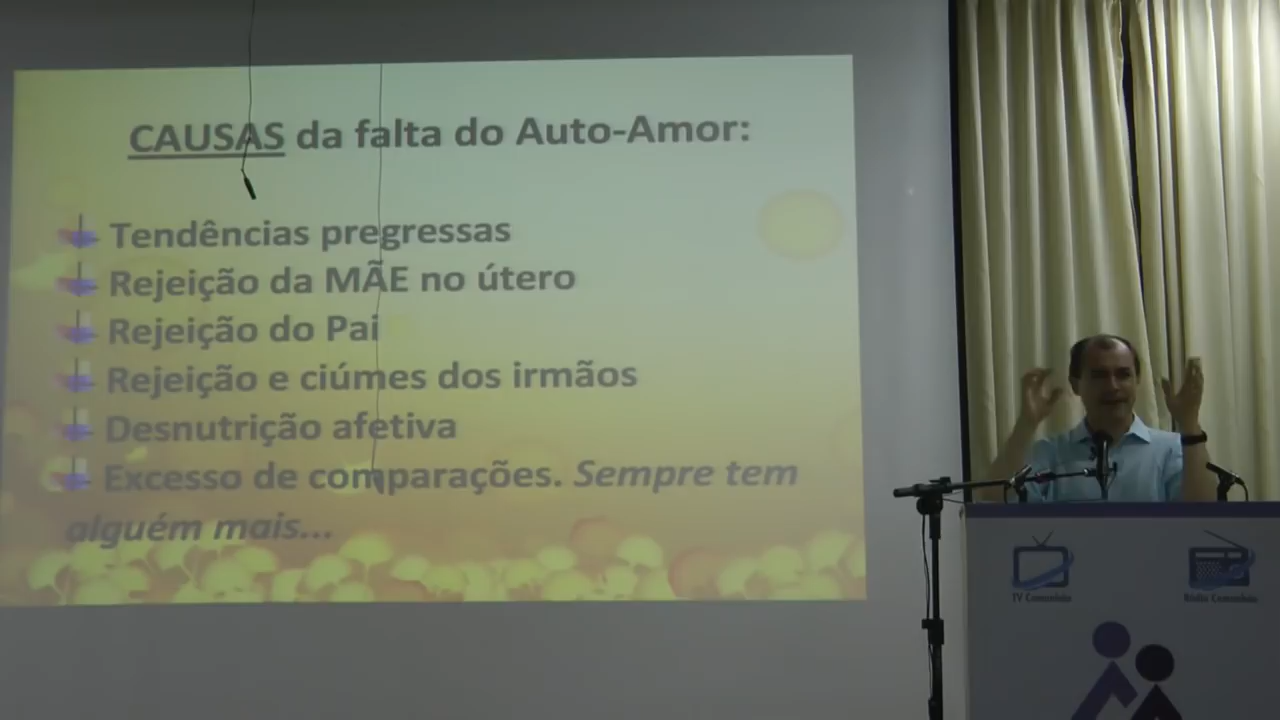 CAUSAS da falta do Auto-Amor:
Tendências pregressas
Rejeição da MÃE no útero
Rejeição do Pai
Rejeição e ciúmes dos irmãos
Desnutrição afetiva
Excesso de comparações. Sempre tem
alguém mais...
TV Comunhão
Rádio Comunhão